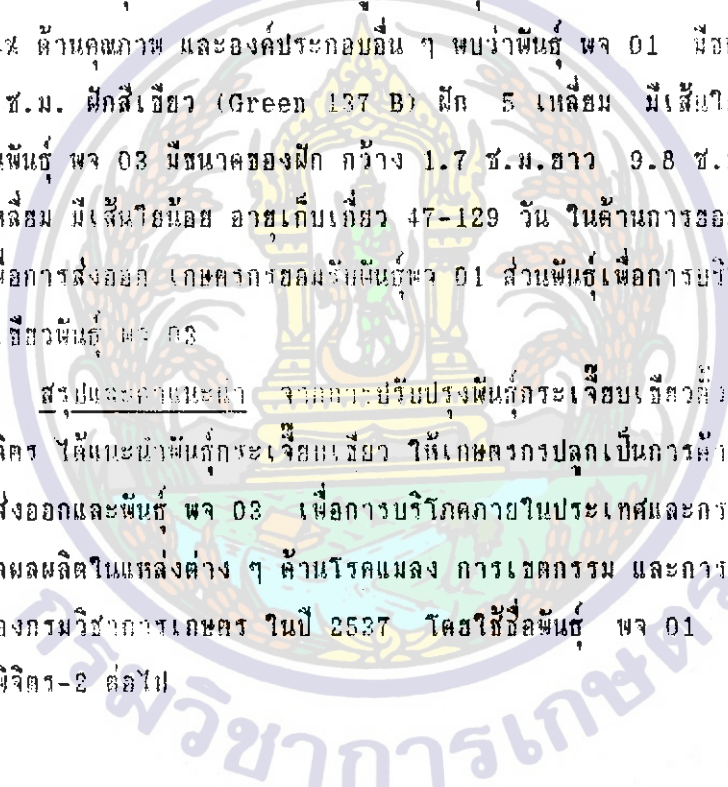 ด้านคุณภาพ และองค์ประกอบอื่น ๆ พบว่าพันธุ์ พจ 01 มีขน
ซ.ม. ฝักสีเขียว (Green 137 B) ฝัก 5 เหลี่ยม มีเส้นใ
นพันธุ์ พจ 03 มีขนาดของฝัก กว้าง 1.7 ซ.ม.ยาว 9.8 ซ.
หลี่ยม มีเส้นใยน้อย อายุเก็บเกี่ยว 47-129 วัน ในด้านการยอ
พื่อการส่งออก เกษตรกรยอมรับพันธุ์พจ 01 ส่วนพันธุ์เพื่อการบริ
เขียวพันธุ์ พจ 03
สรุปและคำแนะนำ จากการปรับปรุงพันธุ์กระเจี๊ยบเขียวตั้ว
จิตร ได้แนะนำพันธุ์กระเจี๊ยบเขียว ให้เกษตรกรปลูกเป็นการค้า
ส่งออกและพันธุ์ พจ 03 เพื่อการบริโภคภายในประเทศและการ
ผลผลิตในแหล่งต่าง ๆ ด้านโรคแมลง การเขตกรรม และการ
องกรมวิชาการเกษตร ในปี 2537 โดยใช้ชื่อพันธุ์ พจ 01
พิจิตร-2 ต่อไป
กรมวิชาการเกษตร